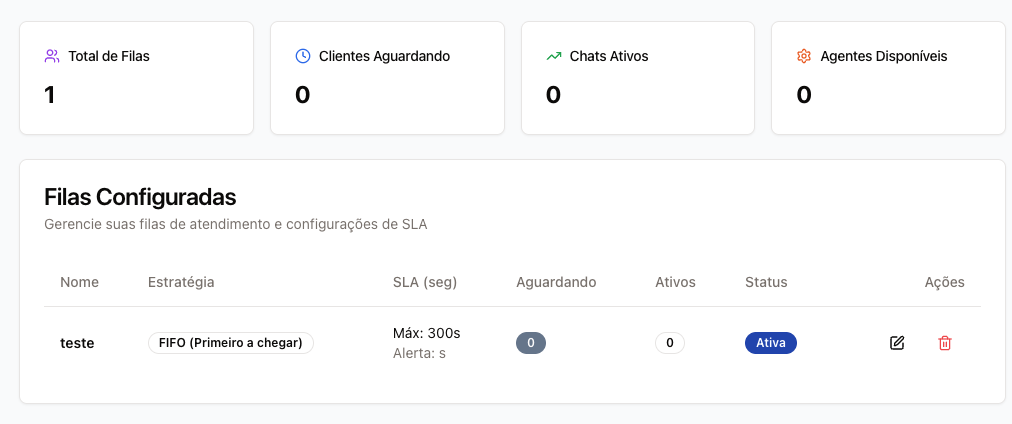 Total de Filas
1
Clientes Aguardando
0
Chats Ativos
0
Agentes Disponíveis
0
Filas Configuradas
Gerencie suas filas de atendimento e configurações de SLA
Nome Estratégia SLA (seg) Aguardando Ativos Status Ações
teste FIFO (Primeiro a chegar) Máx: 300s 0 0 Ativa
Alerta: s